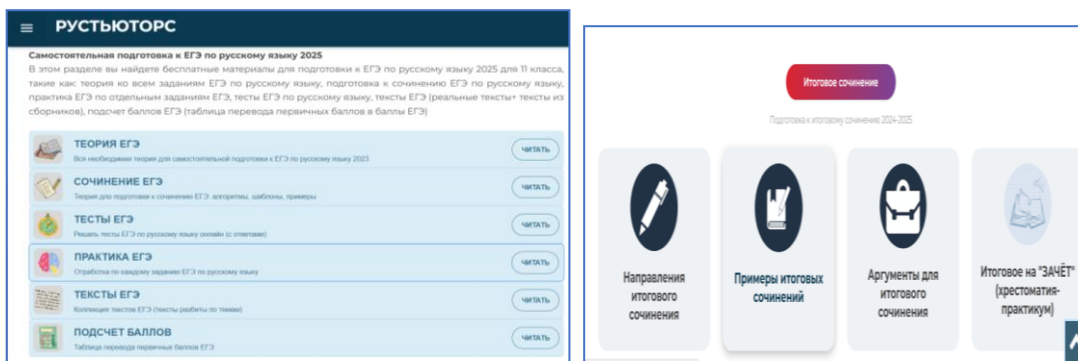 РУСТЬЮТОРС
Самостоятельная подготовка к ЕГЭ по русскому языку 2025
В этом разделе вы найдете бесплатные материалы для подготовки к ЕГЭ по русскому языку 2025 для 11 класса,
такие как: теория ко всем заданиям ЕГЭ по русскому языку, подготовка к сочинению ЕГЭ по русскому языку,
практика ЕГЭ по отдельным заданиям ЕГЭ, тесты ЕГЭ по русскому языку, тексты ЕГЭ (реальные тексты+ тексты из
сборников), подсчет баллов ЕГЭ (таблица перевода первичных баллов в баллы ЕГЭ)
ТЕОРИЯ ЕГЭ
Вся необходимая теория для самостоятельной подготовки к ЕГЭ по русскому языку 2023
ЧИТАТЬ
СОЧИНЕНИЕ ЕГЭ
Теория для подготовки к сочинению ЕГЭ: алгоритмы, шаблоны, примеры
ЧИТАТЬ
ТЕСТЫ ЕГЭ
Решать тесты ЕГЭ по русскому языку онлайн (с ответами)
ЧИТАТЬ
ПРАКТИКА ЕГЭ
Отработка по каждому заданию ЕГЭ по русскому языку
ЧИТАТЬ
ТЕКСТЫ ЕГЭ
Коллекция текстов ЕГЭ (тексты разбиты по темам)
ЧИТАТЬ
ПОДСЧЕТ БАЛЛОВ
Таблица перевода первичных баллов ЕГЭ
ЧИТАТЬ
Итоговое сочинение
Подготовка к итоговому сочинению 2024-2025
Направления
итогового
сочинения
Примеры итоговых
сочинений
Аргументы для
итогового
сочинения
Итоговое на "ЗАЧЁТ"
(хрестоматия-
практикум)